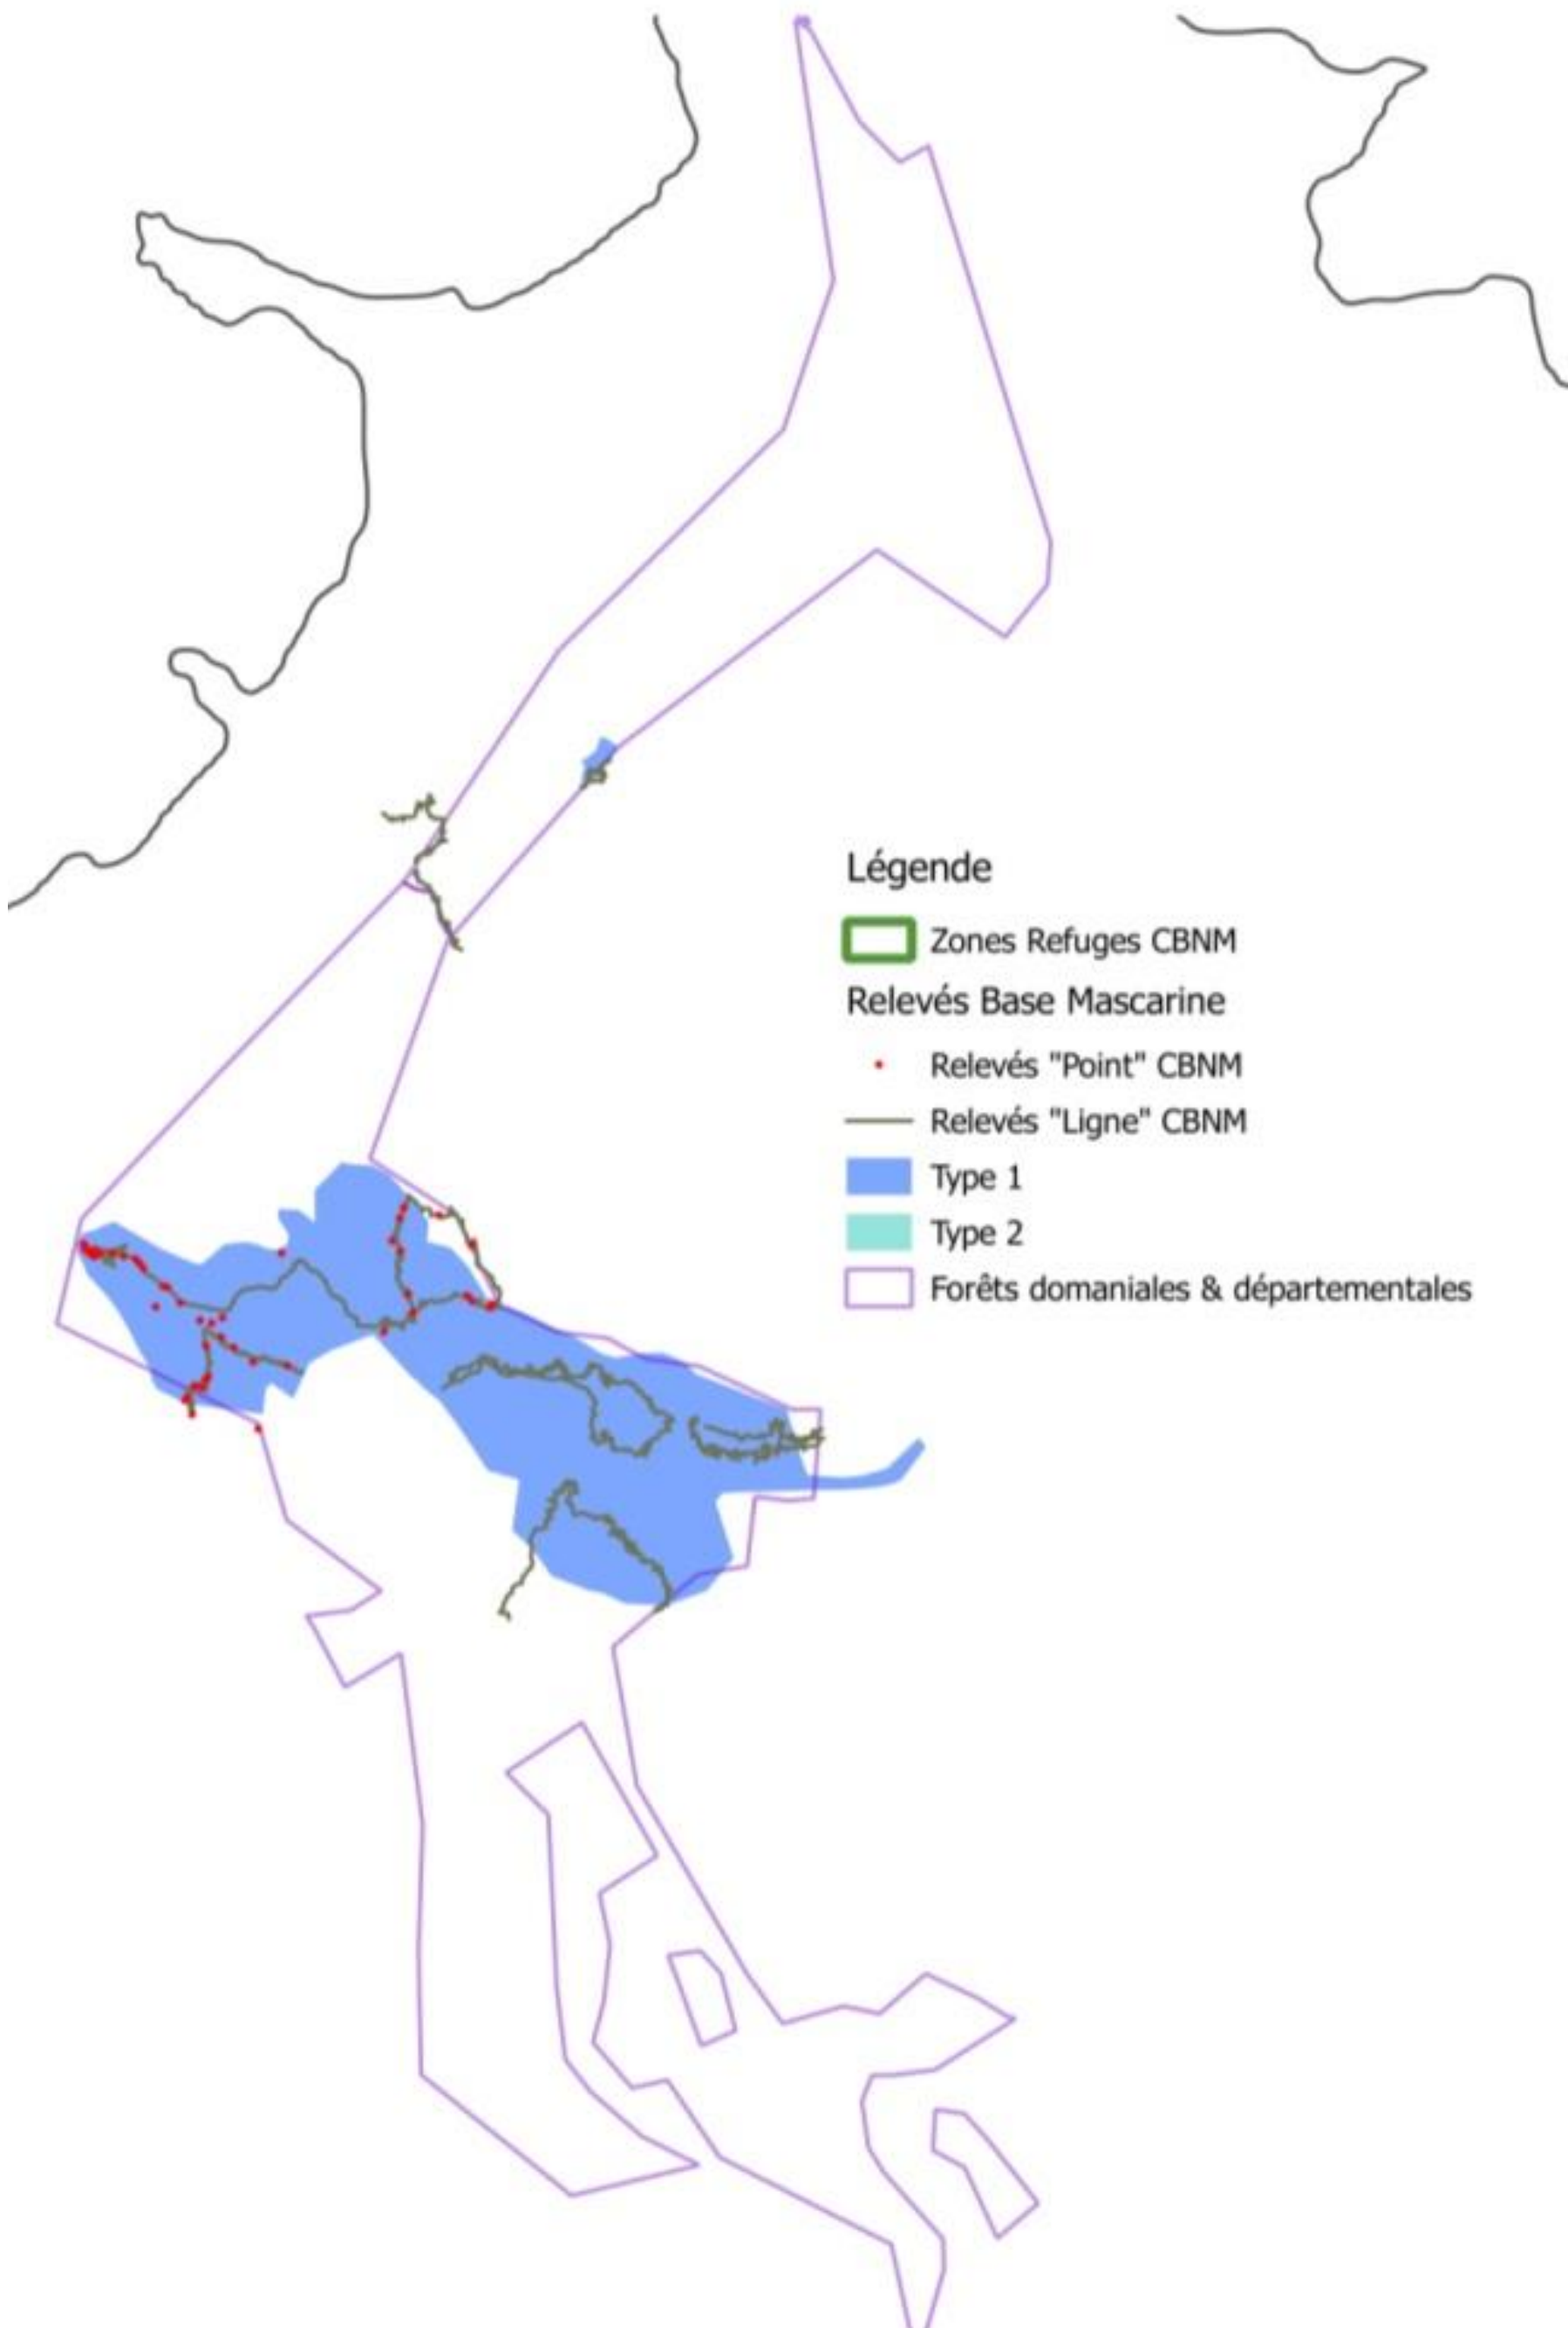 Légende
Zones Refuges CBNM
Relevés Base Mascarine
Relevés "Point" CBNM
Relevés "Ligne" CBNM
Type 1
Type 2
Forêts domaniales & départementales